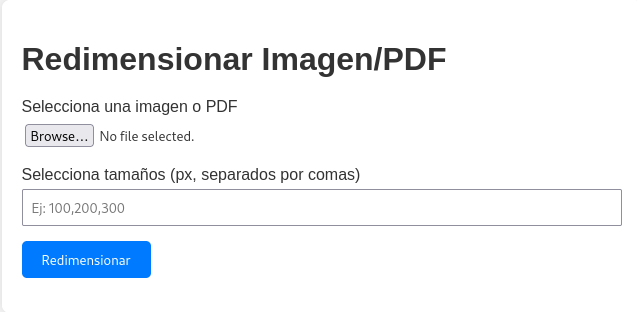 Redimensionar Imagen/PDF
Selecciona una imagen o PDF
Browse... No file selected.
Selecciona tamaños (px, separados por comas)
Ej: 100,200,300
Redimensionar